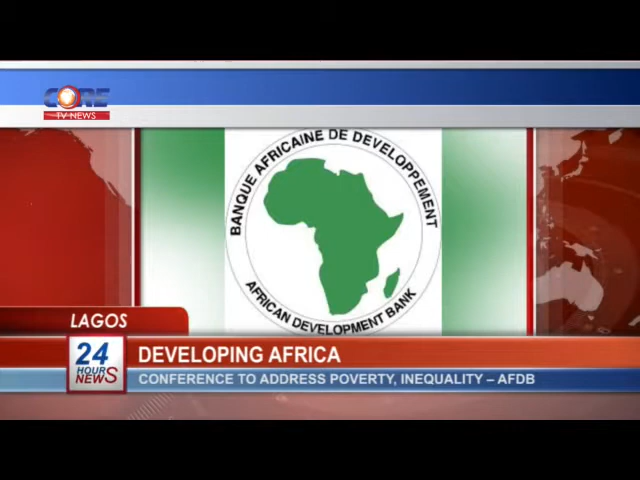 CORE
TV NEWS
BANQUE AFRICAINE DE DEVELOPPEMENT
AFRICAN DEVELOPMENT BANK
LAGOS
24
HOUR
NEWS
DEVELOPING AFRICA
CONFERENCE TO ADDRESS POVERTY, INEQUALITY – AFDB